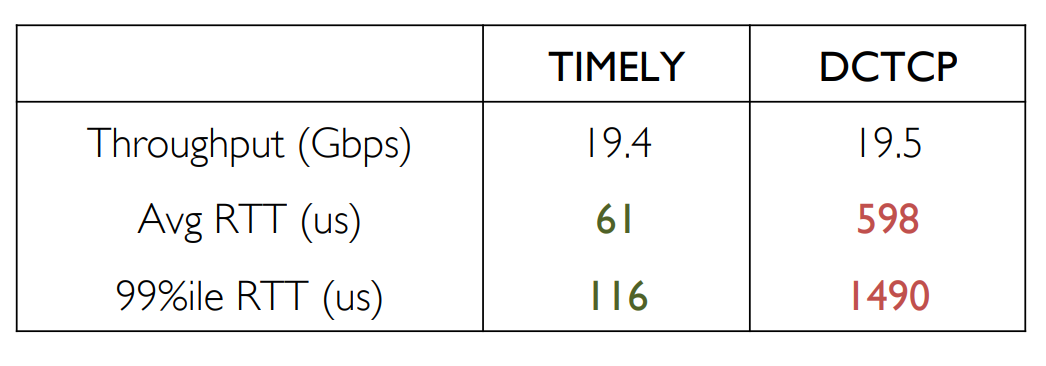 TIMELY DCTCP
Throughput (Gbps) 19.4 19.5
Avg RTT (us) 61 598
99%ile RTT (us) 116 1490